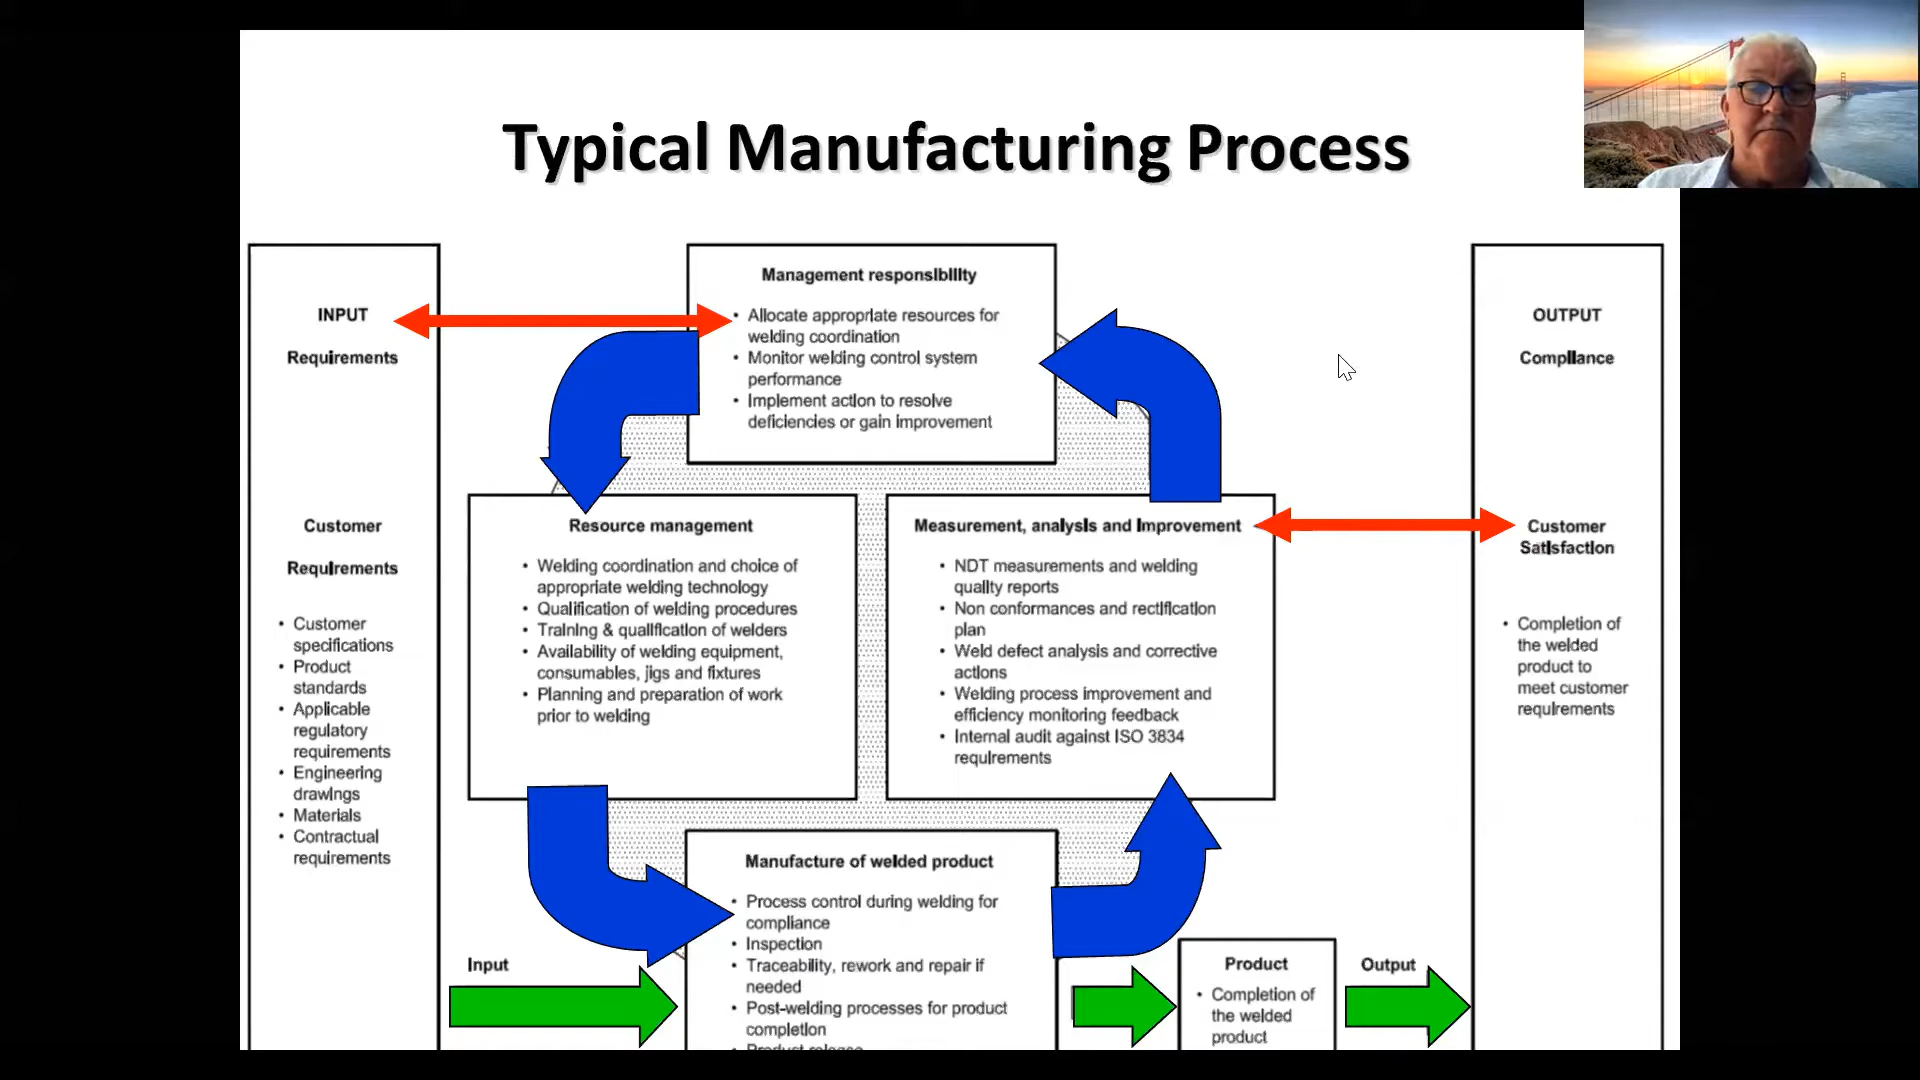 Typical Manufacturing Process
INPUT
Requirements
Customer
Requirements
• Customer
specifications
• Product
standards
• Applicable
regulatory
requirements
• Engineering
drawings
• Materials
• Contractual
requirements
Management responsibility
• Allocate appropriate resources for
welding coordination
• Monitor welding control system
performance
• Implement action to resolve
deficiencies or gain improvement
Resource management
• Welding coordination and choice of
appropriate welding technology
• Qualification of welding procedures
• Training & qualification of welders
• Availability of welding equipment,
consumables, jigs and fixtures
• Planning and preparation of work
prior to welding
Measurement, analysis and Improvement
• NDT measurements and welding
quality reports
• Non conformances and rectification
plan
• Weld defect analysis and corrective
actions
• Welding process improvement and
efficiency monitoring feedback
• Internal audit against ISO 3834
requirements
Manufacture of welded product
• Process control during welding for
compliance
• Inspection
• Traceability, rework and repair if
needed
• Post-welding processes for product
completion
• Product release
Input
Product
• Completion of
the welded
product
Output
OUTPUT
Compliance
Customer
Satisfaction
• Completion of
the welded
product to
meet customer
requirements